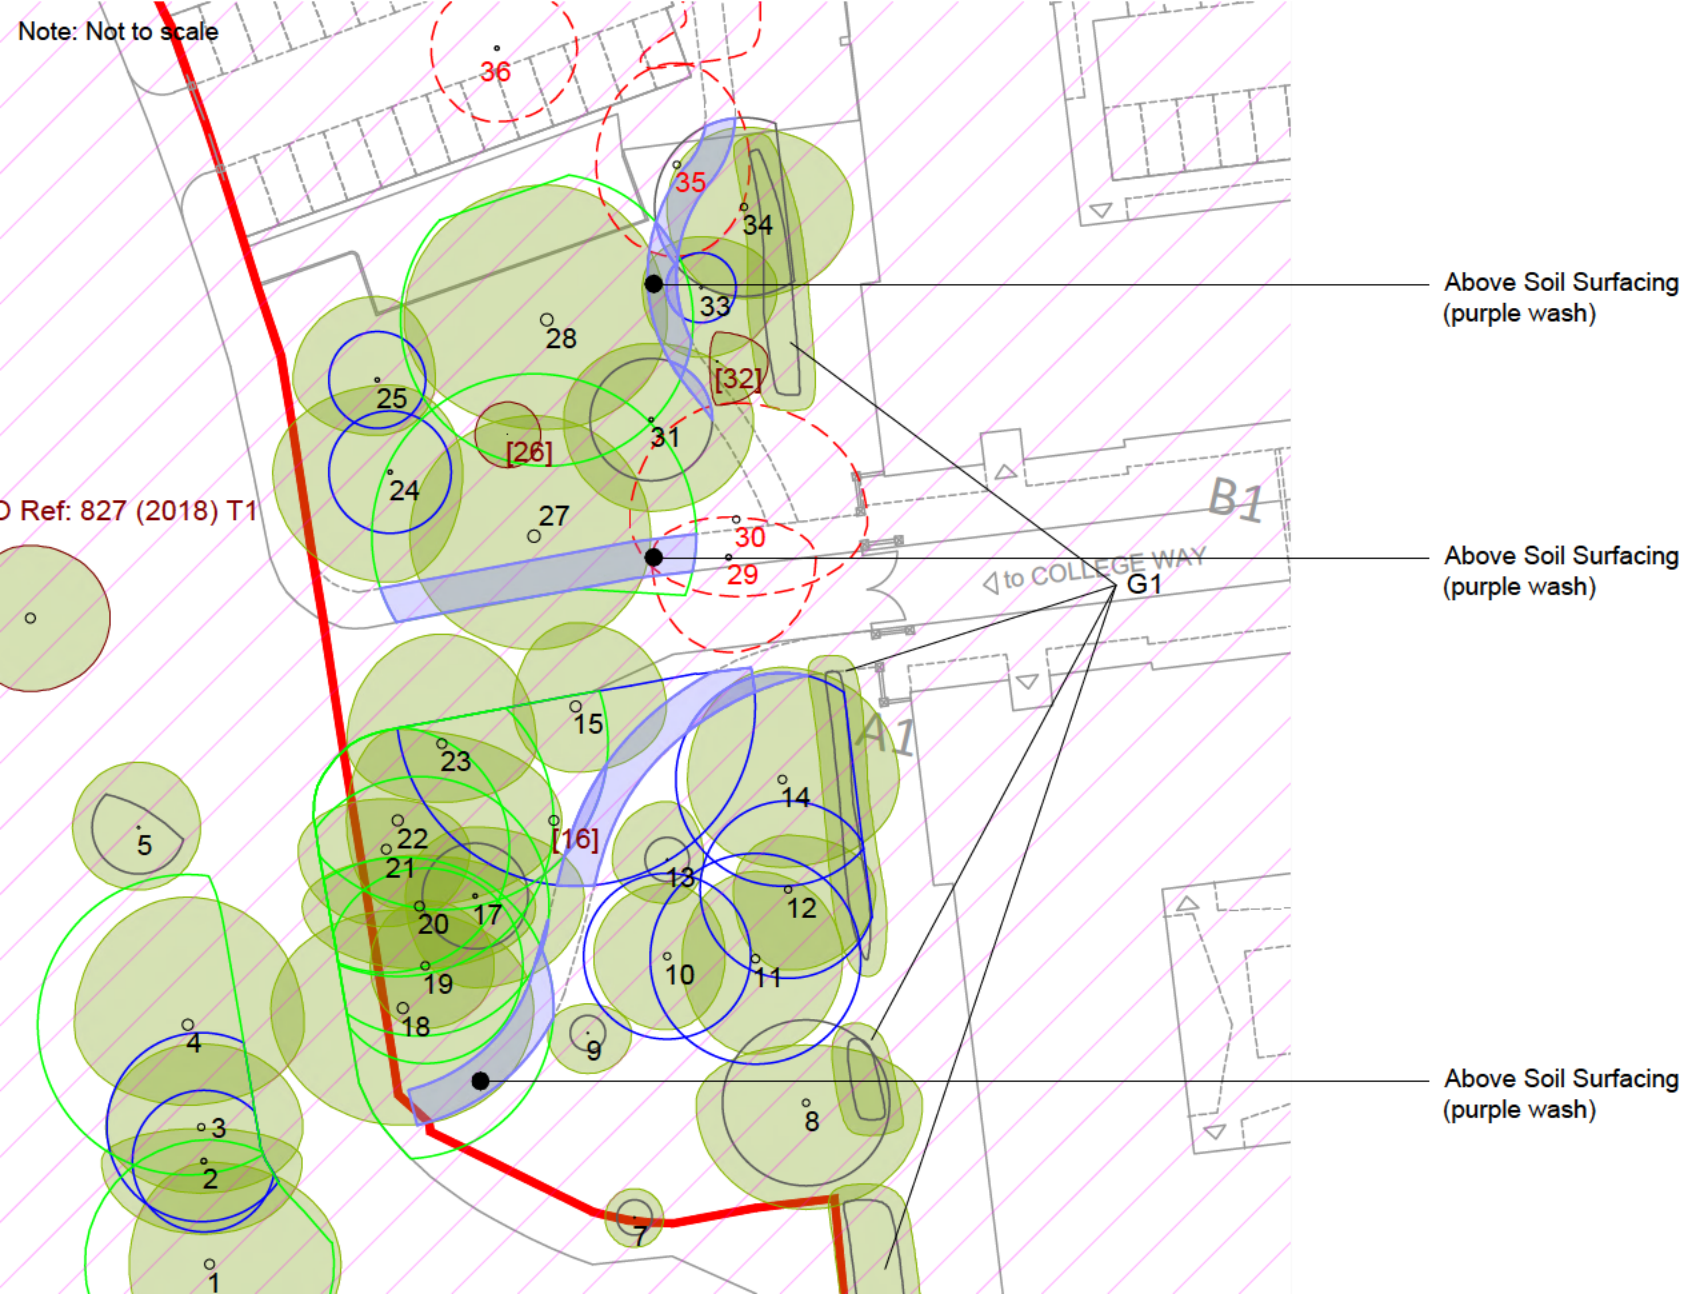 Note: Not to scale
36
35
34
Above Soil Surfacing
(purple wash)
33
28
[32]
25
31
[26]
24
B1
O Ref: 827 (2018) T1
27
30
Above Soil Surfacing
(purple wash)
to COLLEGE WAY
29
G1
15
A1
23
14
22
[16]
5
21
13
12
17
20
10
11
19
18
9
4
Above Soil Surfacing
(purple wash)
3
8
2
7
1